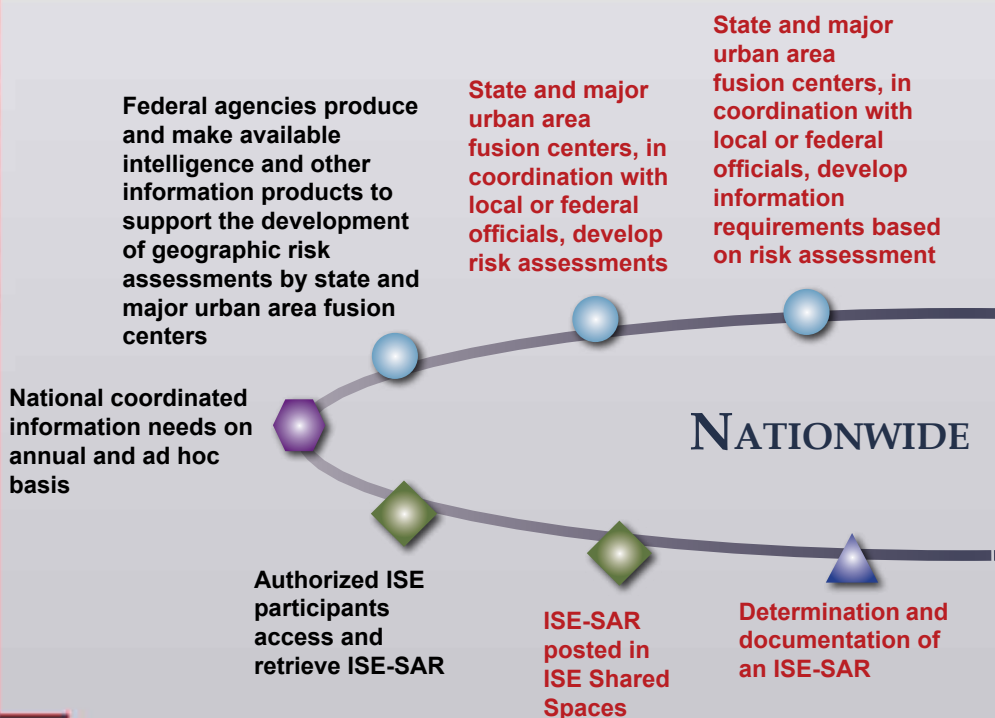 Federal agencies produce
and make available
intelligence and other
information products to
support the development
of geographic risk
assessments by state and
major urban area fusion
centers
State and major
urban area
fusion centers, in
coordination with
local or federal
officials, develop
risk assessments
State and major
urban area
fusion centers, in
coordination with
local or federal
officials, develop
information
requirements based
on risk assessment
National coordinated
information needs on
annual and ad hoc
basis
NATIONWIDE
Authorized ISE
participants
access and
retrieve ISE-SAR
ISE-SAR
posted in
ISE Shared
Spaces
Determination and
documentation of
an ISE-SAR